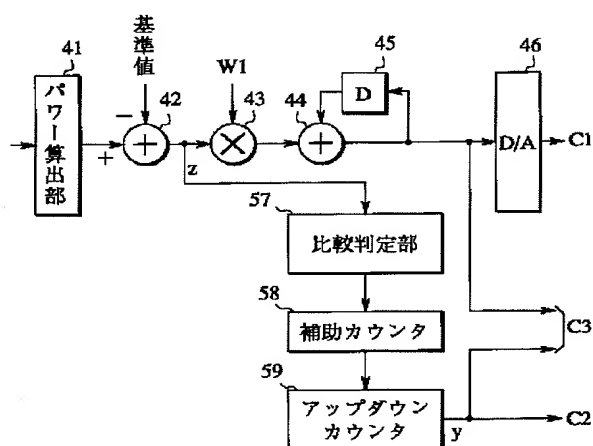 41
パワー算出部
基準値
−
+
42
+
z
W1
43
×
44
+
45
D
46
D/A
C1
57
比較判定部
58
補助カウンタ
59
アップダウン
カウンタ
y
C3
C2